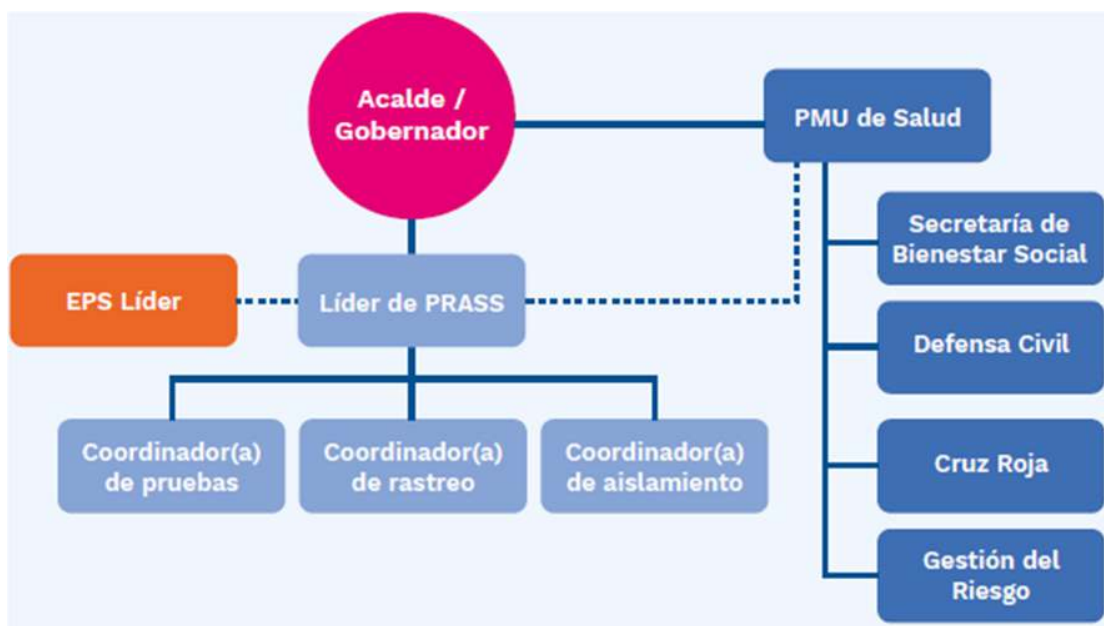 Acalde /
Gobernador
PMU de Salud
Secretaría de
Bienestar Social
EPS Líder
Líder de PRASS
Defensa Civil
Coordinador(a)
de pruebas
Coordinador(a)
de rastreo
Coordinador(a)
de aislamiento
Cruz Roja
Gestión del
Riesgo